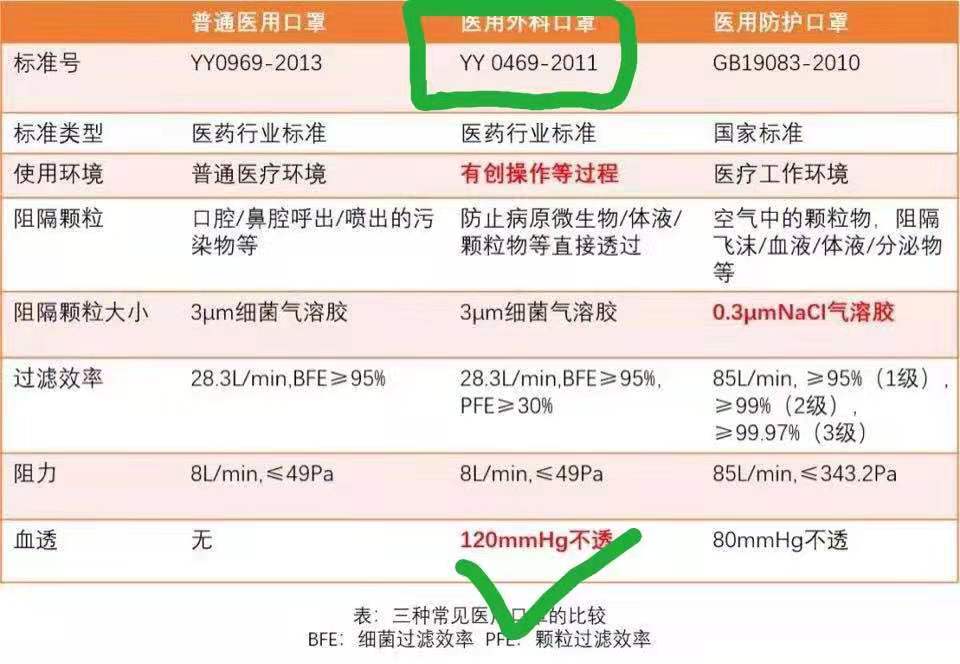 普通医用口罩 医用外科口罩 医用防护口罩
标准号 YY0969-2013 YY 0469-2011 GB19083-2010
标准类型 医药行业标准 医药行业标准 国家标准
使用环境 普通医疗环境 有创操作等过程 医疗工作环境
阻隔颗粒 口腔/鼻腔呼出/喷出的污 防止病原微生物/体液/ 空气中的颗粒物，阻隔
染物等 颗粒物等直接透过 飞沫/血液/体液/分泌物
等
阻隔颗粒大小 3μm细菌气溶胶 3μm细菌气溶胶 0.3μmNaCl气溶胶
过滤效率 28.3L/min,BFE≥95% 28.3L/min,BFE≥95%, 85L/min, ≥95%（1级）,
PFE≥30% ≥99%（2级）,
≥99.97%（3级）
阻力 8L/min,≤49Pa 8L/min,≤49Pa 85L/min,≤343.2Pa
血透 无 120mmHg不透 80mmHg不透
表：三种常见医用口罩的比较
BFE：细菌过滤效率 PFE：颗粒过滤效率